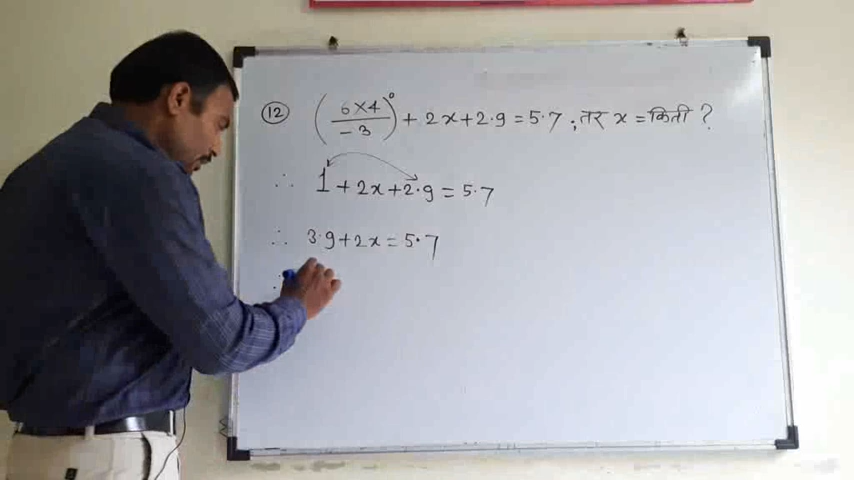 (12) (6×4/-3)⁰ + 2x+2.9 = 5.7 ; तर x = किती ?
∴ 1 + 2x + 2.9 = 5.7
∴ 3.9 + 2x = 5.7